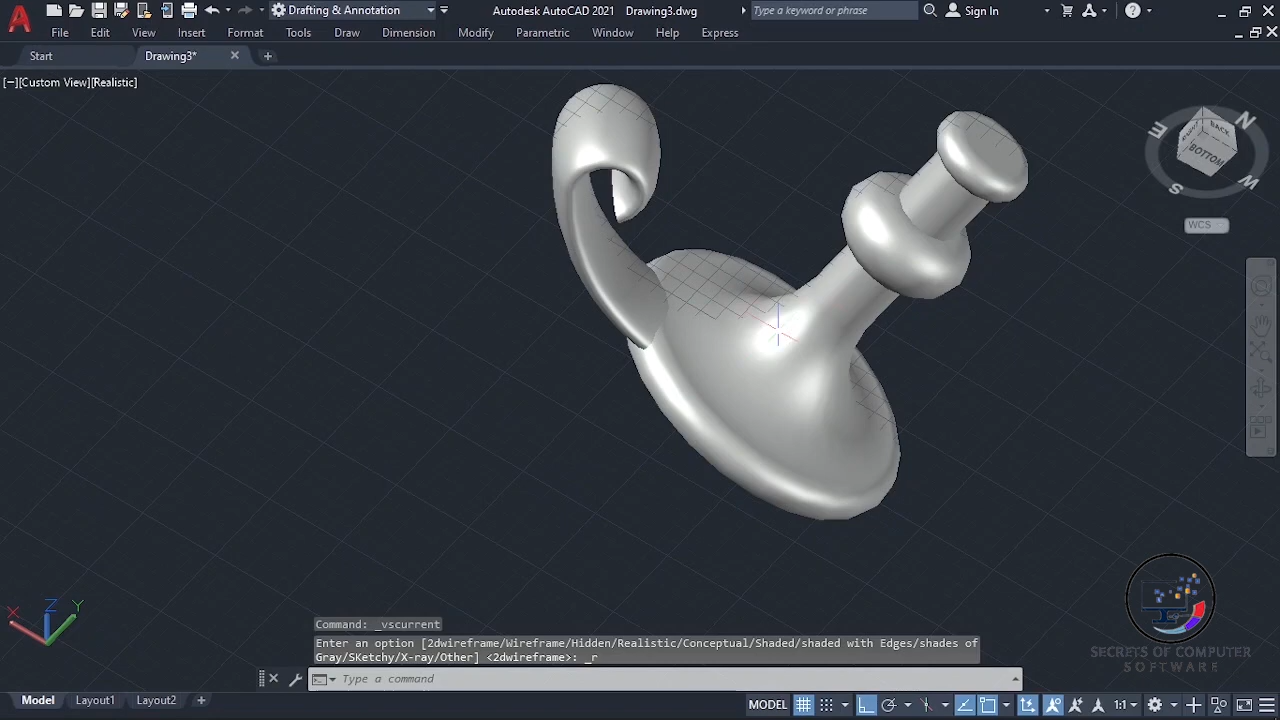 Drafting & Annotation
Autodesk AutoCAD 2021 Drawing3.dwg
Type a keyword or phrase
Sign In
File Edit View Insert Format Tools Draw Dimension Modify Parametric Window Help Express
Start
Drawing3*
[−][Custom View][Realistic]
N
E
BACK
BOTTOM
W
S
WCS
X
Z
Y
Command: _vscurrent
Enter an option [2dwireframe/Wireframe/Hidden/Realistic/Conceptual/Shaded/shaded with Edges/shades of
Gray/SKetchy/X-ray/Other] <2dwireframe>: _r
Type a command
SECRETS OF COMPUTER
SOFTWARE
Model Layout1 Layout2
MODEL
1:1